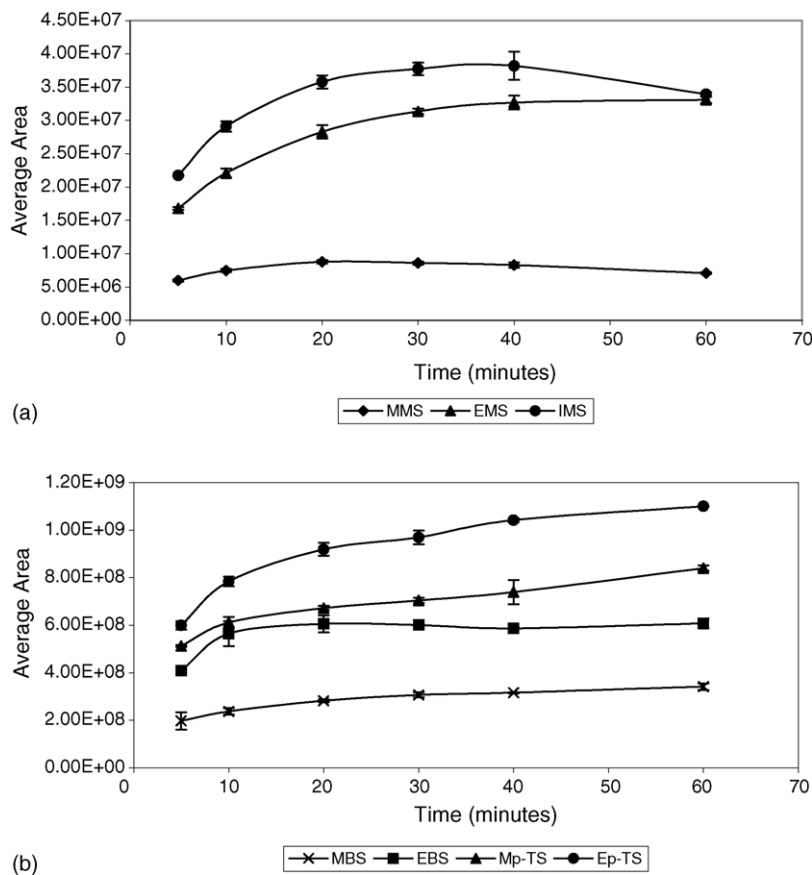 4.50E+07
4.00E+07
3.50E+07
3.00E+07
2.50E+07
2.00E+07
1.50E+07
1.00E+07
5.00E+06
0.00E+00
Average Area
0 10 20 30 40 50 60 70
Time (minutes)
(a)
MMS EMS IMS
1.20E+09
1.00E+09
8.00E+08
6.00E+08
4.00E+08
2.00E+08
0.00E+00
Average Area
0 10 20 30 40 50 60 70
Time (minutes)
(b)
MBS EBS Mp-TS Ep-TS